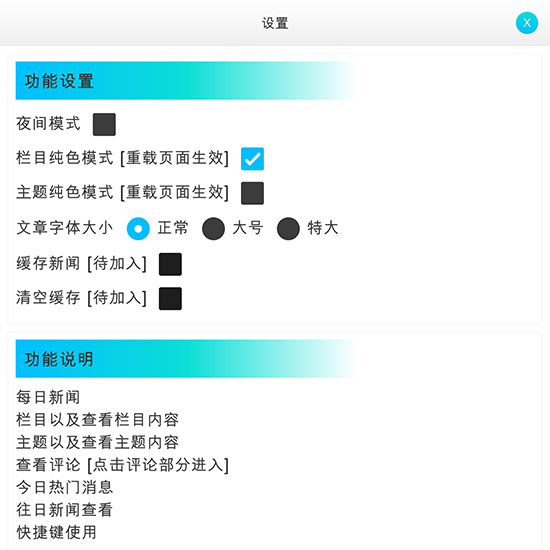 设置
X
功能设置
夜间模式
栏目纯色模式 [重载页面生效]
主题纯色模式 [重载页面生效]
文章字体大小 正常 大号 特大
缓存新闻 [待加入]
清空缓存 [待加入]
功能说明
每日新闻
栏目以及查看栏目内容
主题以及查看主题内容
查看评论 [点击评论部分进入]
今日热门消息
往日新闻查看
快捷键使用